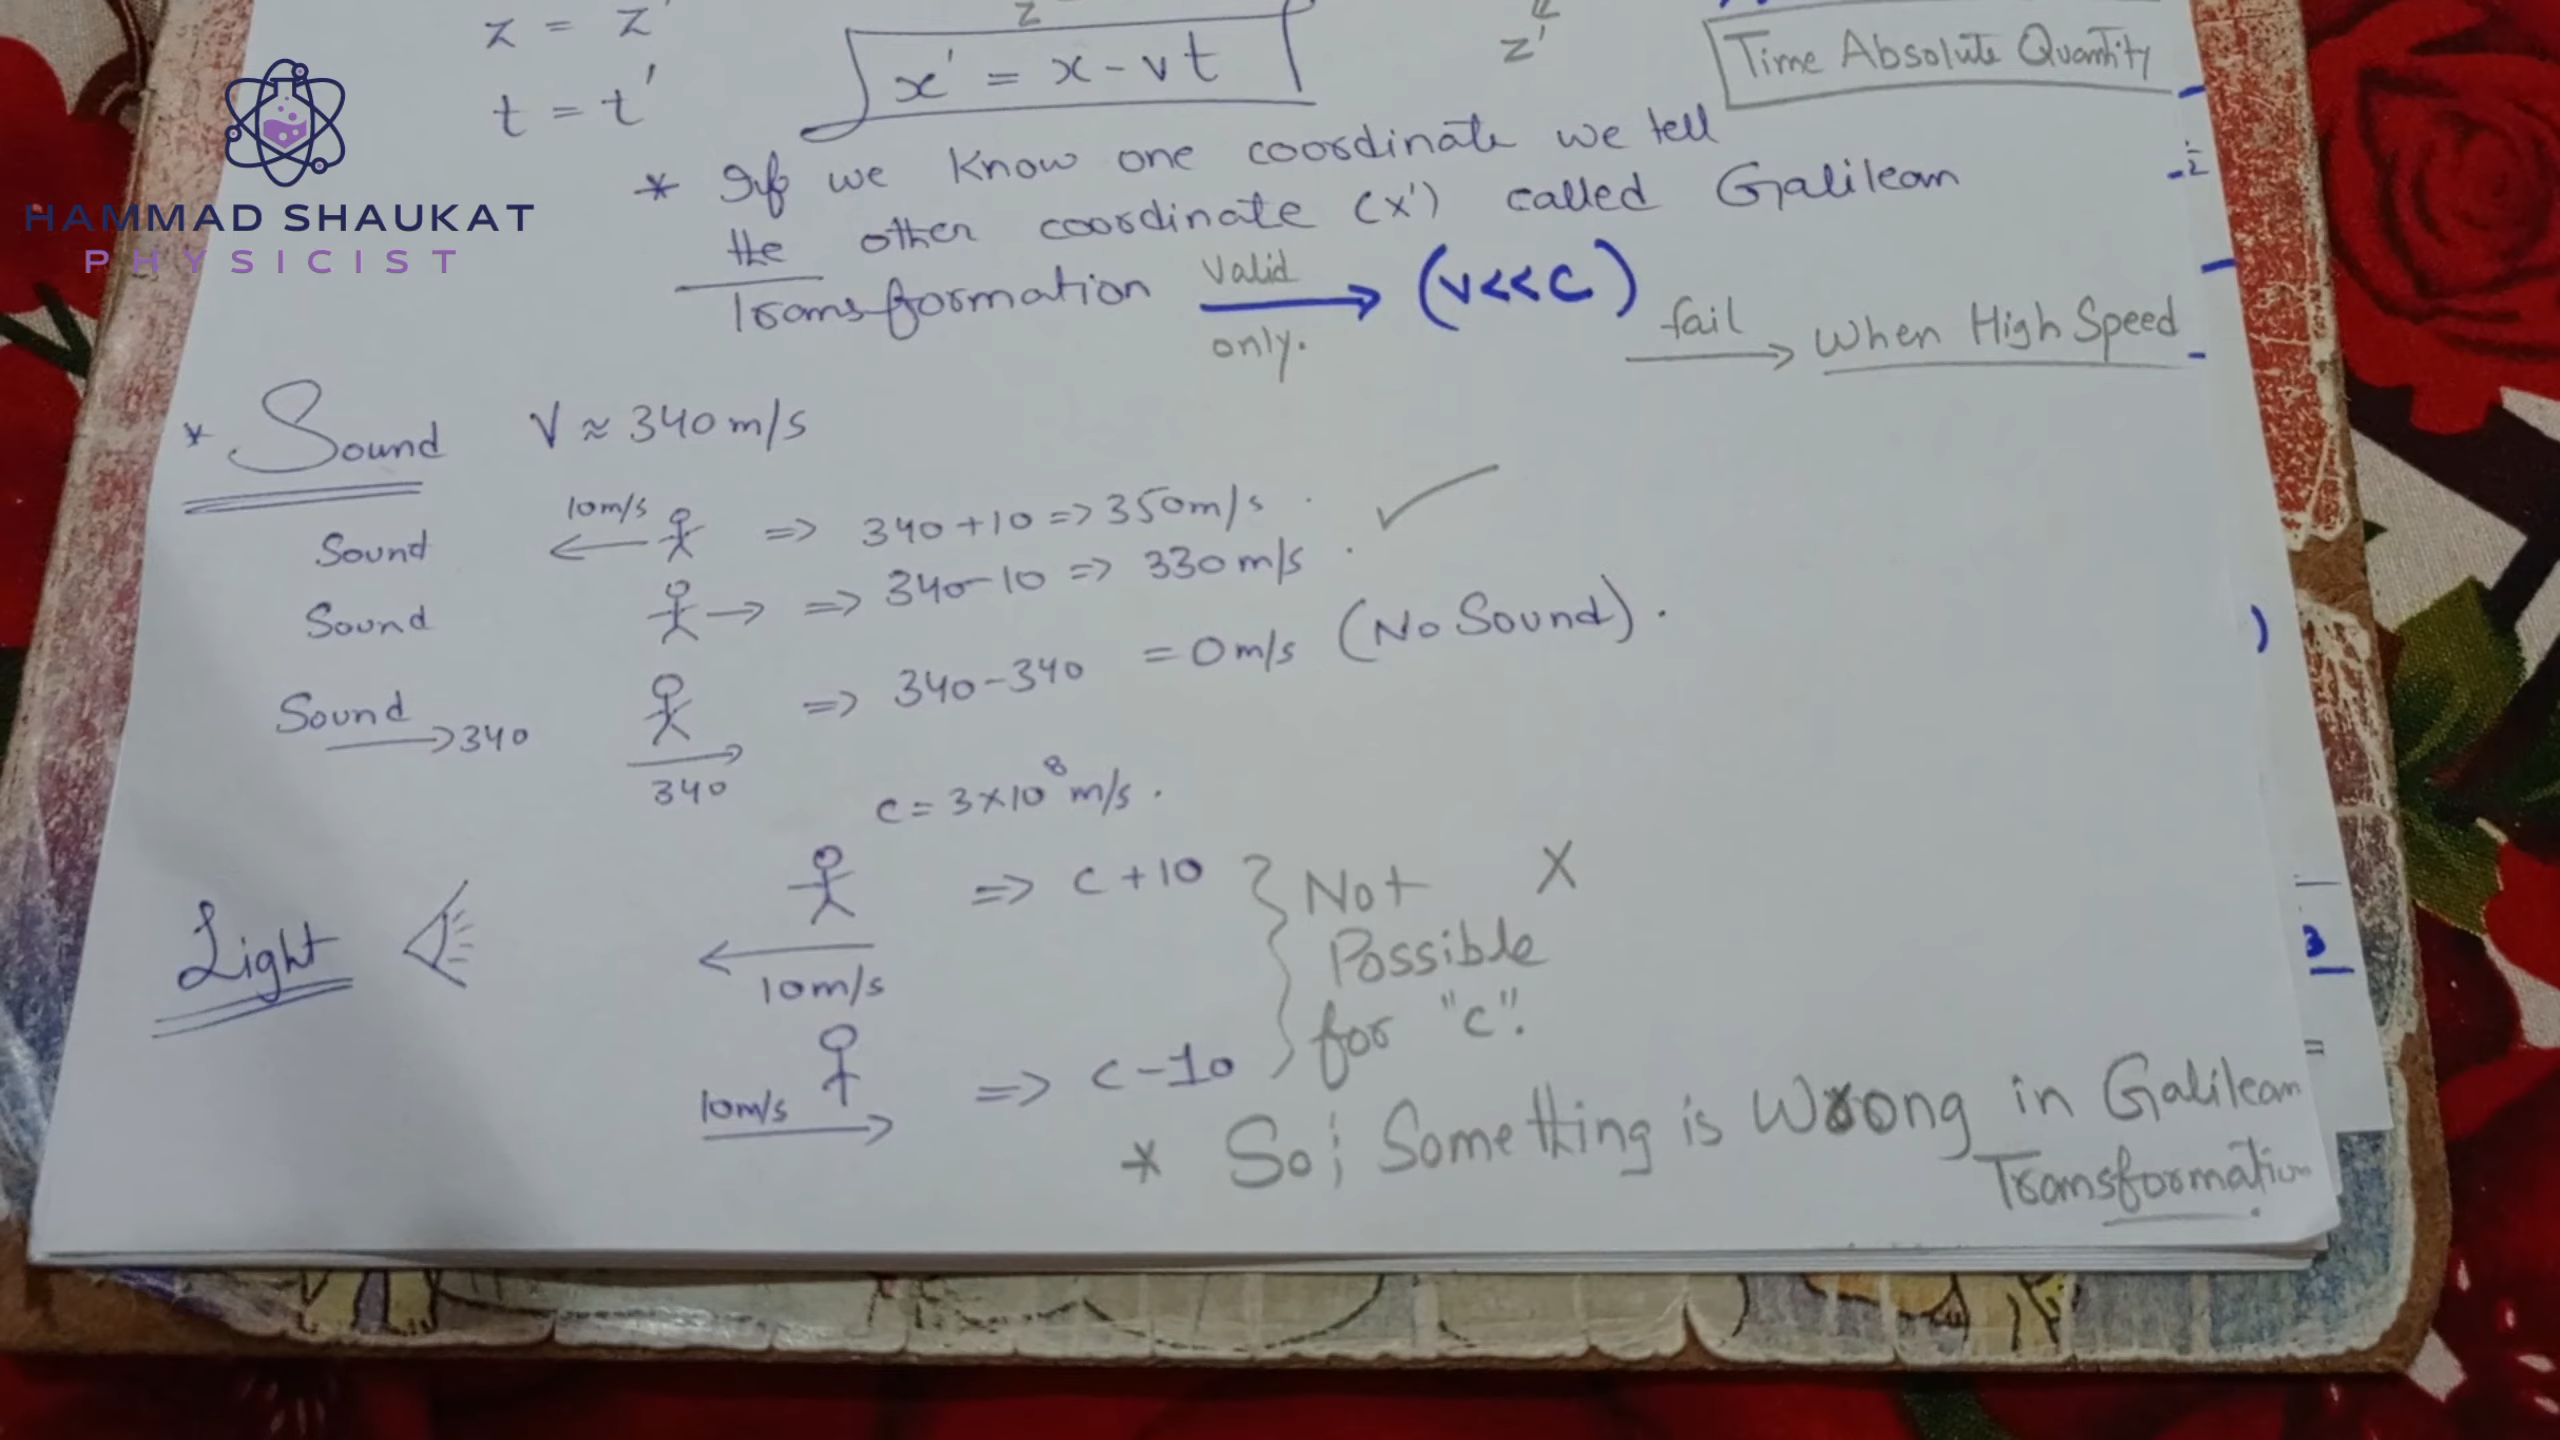 z = z'
t = t'
x' = x - vt
z'
Time Absolute Quantity
* If we know one coordinate we tell
the other coordinate (x') called Galilean
Transformation valid only. → (v<<c) fail → when High Speed
HAMMAD SHAUKAT
PHYSICIST
* Sound V ≈ 340 m/s
Sound 10m/s ← => 340+10 => 350m/s . ✓
Sound → => 340-10 => 330 m/s .
Sound → 340 340 → => 340-340 = 0 m/s (No Sound).
c = 3×10⁸ m/s .
Light ← 10m/s => c+10
10m/s → => c-10
} Not X
Possible
for "c".
* So; Something is Wrong in Galilean
Transformation.